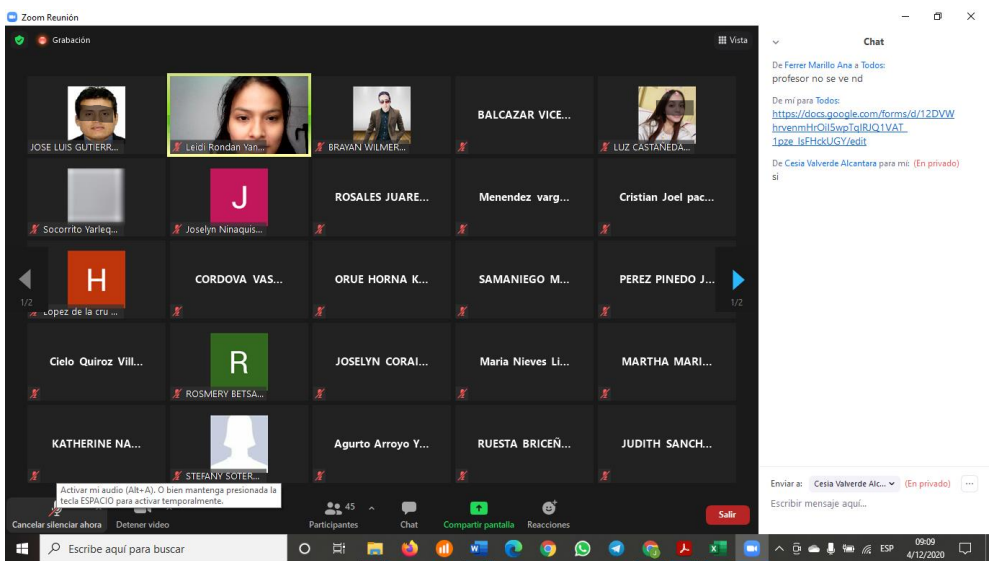 Zoom Reunión
Grabación
Vista
JOSE LUIS GUTIERR...
Leidi Rondan Yan...
BRAYAN WILMER...
BALCAZAR VICE...
LUZ CASTAÑEDA...
Socorrito Yarleq...
J
Joselyn Ninaquis...
ROSALES JUARE...
Menendez varg...
Cristian Joel pac...
1/2
H
Lopez de la cru ...
CORDOVA VAS...
ORUE HORNA K...
SAMANIEGO M...
PEREZ PINEDO J...
1/2
Cielo Quiroz Vill...
R
ROSMERY BETSA...
JOSELYN CORAI...
Maria Nieves Li...
MARTHA MARI...
KATHERINE NA...
STEFANY SOTER...
Agurto Arroyo Y...
RUESTA BRICEÑ...
JUDITH SANCH...
Activar mi audio (Alt+A). O bien mantenga presionada la
tecla ESPACIO para activar temporalmente.
Cancelar silenciar ahora
Detener video
45
Participantes
Chat
Compartir pantalla
Reacciones
Salir
Chat
De Ferrer Marillo Ana a Todos:
profesor no se ve nd
De mí para Todos:
https://docs.google.com/forms/d/12DVW
hrvenmHrOiI5wpTqIRJQ1VAT_
1pze_IsFHckUGY/edit
De Cesia Valverde Alcantara para mí: (En privado)
si
Enviar a: Cesia Valverde Alc... (En privado)
Escribir mensaje aquí...
Escribe aquí para buscar
ESP
09:09
4/12/2020